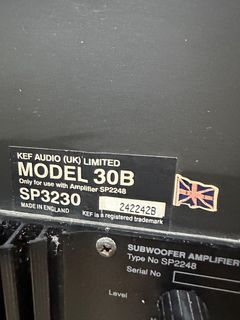 KEF AUDIO (UK) LIMITED
MODEL 30B
Only for use with Amplifier SP2248
SP3230
242242B
MADE IN ENGLAND
KEF is a registered trademark
SUBWOOFER AMPLIFIER
Type No SP2248
Serial No
Level